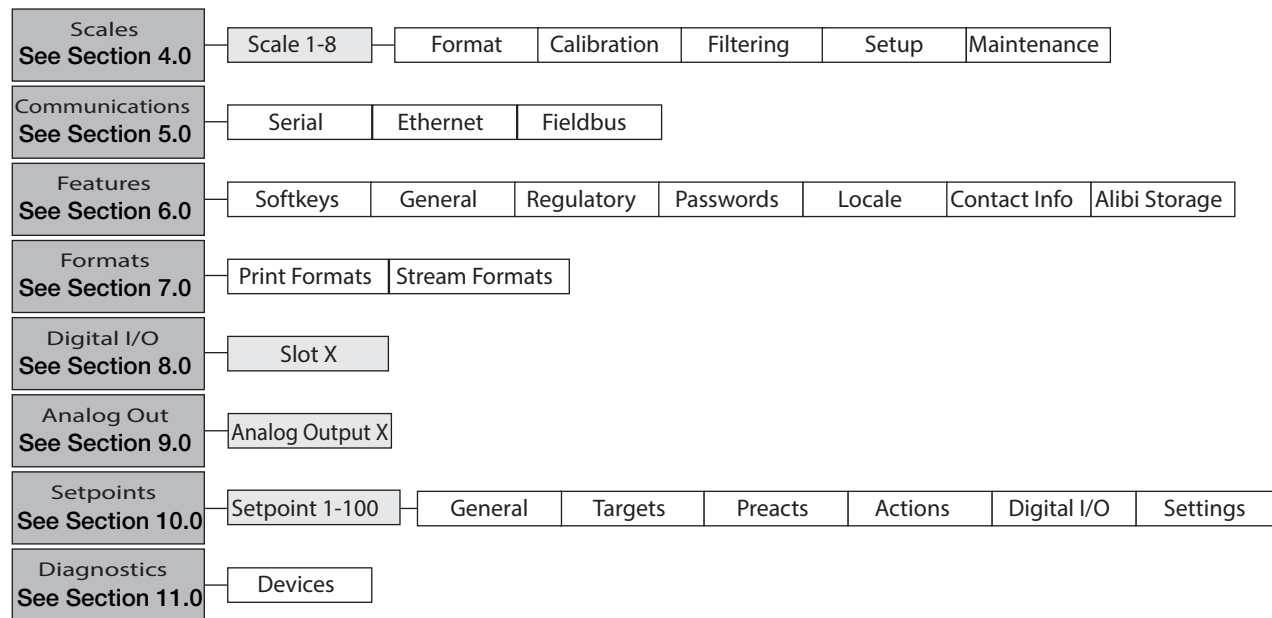 Scales
See Section 4.0
Scale 1-8
Format
Calibration
Filtering
Setup
Maintenance
Communications
See Section 5.0
Serial
Ethernet
Fieldbus
Features
See Section 6.0
Softkeys
General
Regulatory
Passwords
Locale
Contact Info
Alibi Storage
Formats
See Section 7.0
Print Formats
Stream Formats
Digital I/O
See Section 8.0
Slot X
Analog Out
See Section 9.0
Analog Output X
Setpoints
See Section 10.0
Setpoint 1-100
General
Targets
Preacts
Actions
Digital I/O
Settings
Diagnostics
See Section 11.0
Devices